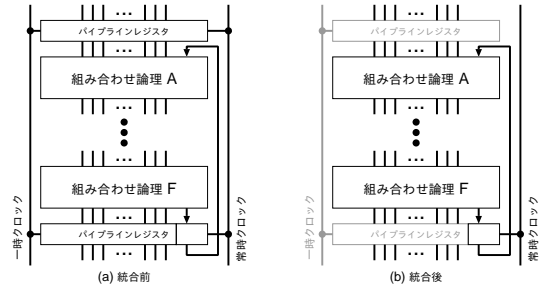 パイプラインレジスタ
組み合わせ論理 A
組み合わせ論理 F
パイプラインレジスタ
一時クロック
常時クロック
(a) 統合前
パイプラインレジスタ
組み合わせ論理 A
組み合わせ論理 F
パイプラインレジスタ
一時クロック
常時クロック
(b) 統合後